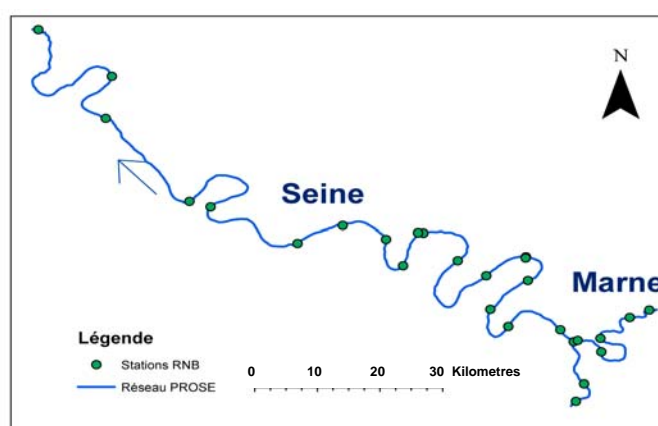 N
Seine
Marne
Légende
Stations RNB
Réseau PROSE
0 10 20 30 Kilometres